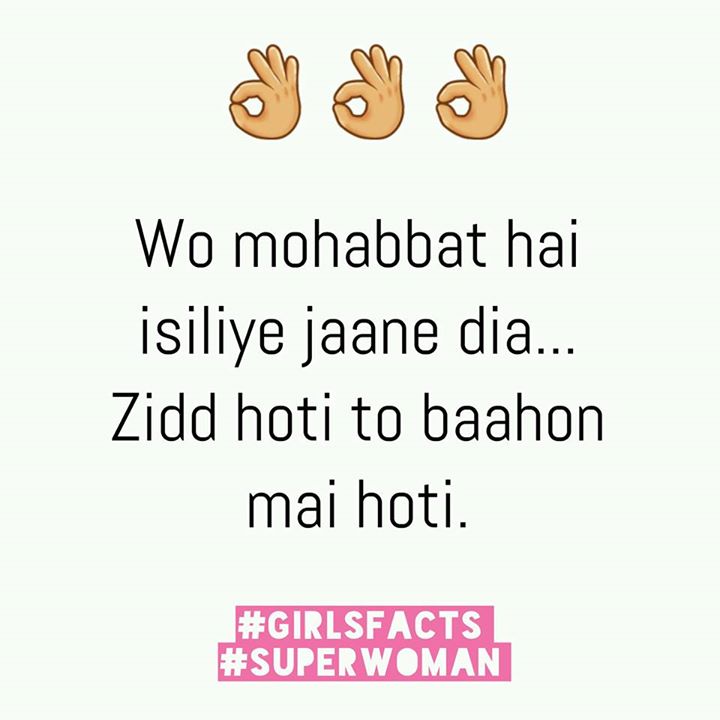 Wo mohabbat hai
isiliye jaane dia...
Zidd hoti to baahon
mai hoti.
#GIRLSFACTS
#SUPERWOMAN